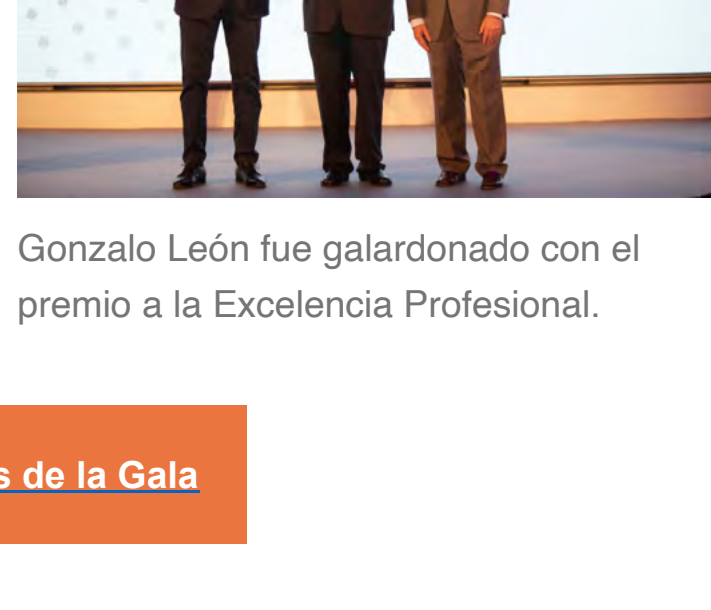 Gonzalo León fue galardonado con el
premio a la Excelencia Profesional.
de la Gala